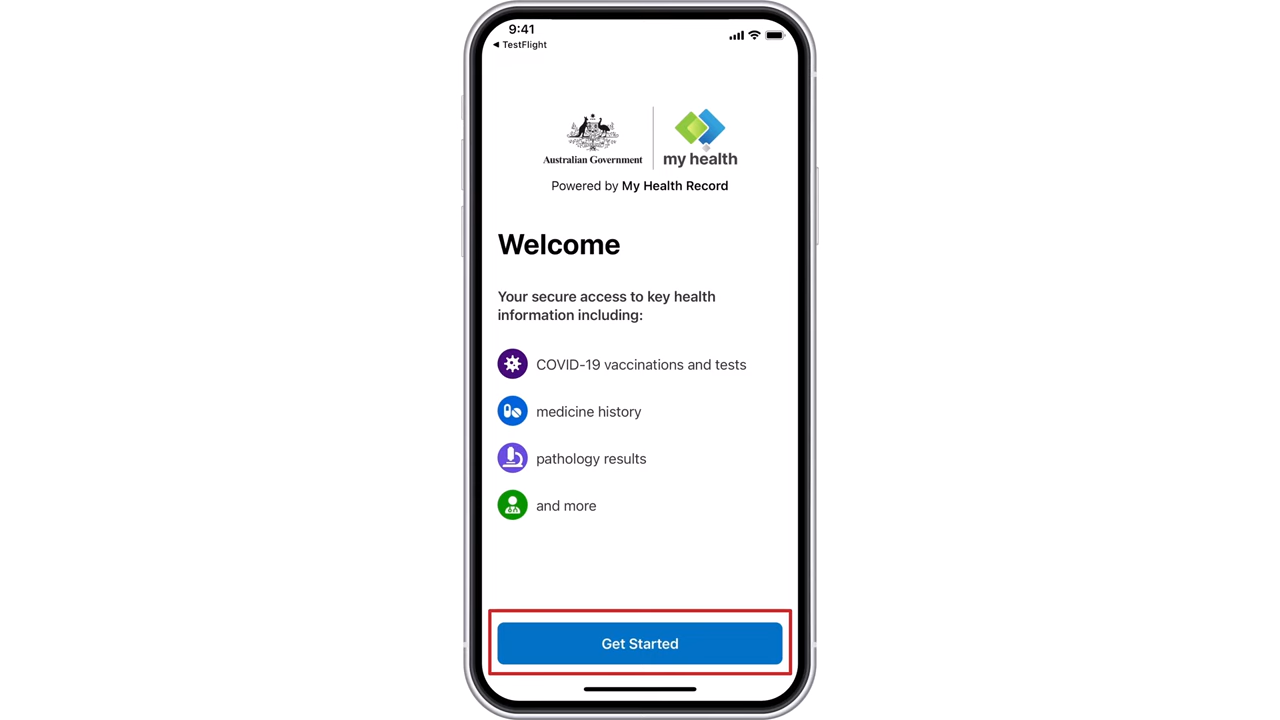 9:41
◀ TestFlight
Australian Government
my health
Powered by My Health Record
Welcome
Your secure access to key health
information including:
COVID-19 vaccinations and tests
medicine history
pathology results
and more
Get Started